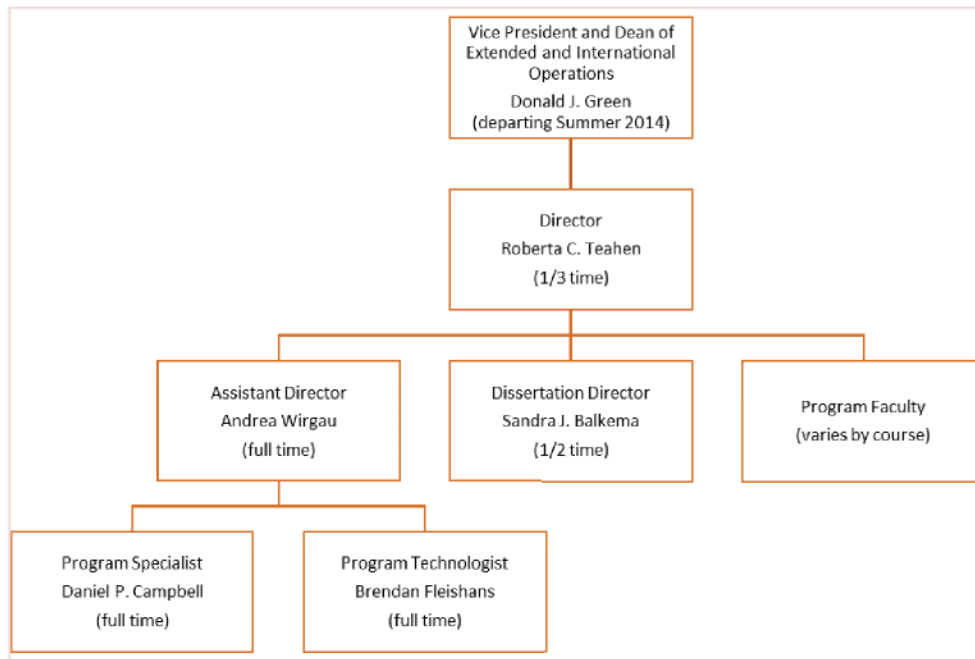 Vice President and Dean of
Extended and International
Operations
Donald J. Green
(departing Summer 2014)
Director
Roberta C. Teahen
(1/3 time)
Assistant Director
Andrea Wirgau
(full time)
Dissertation Director
Sandra J. Balkema
(1/2 time)
Program Faculty
(varies by course)
Program Specialist
Daniel P. Campbell
(full time)
Program Technologist
Brendan Fleishans
(full time)